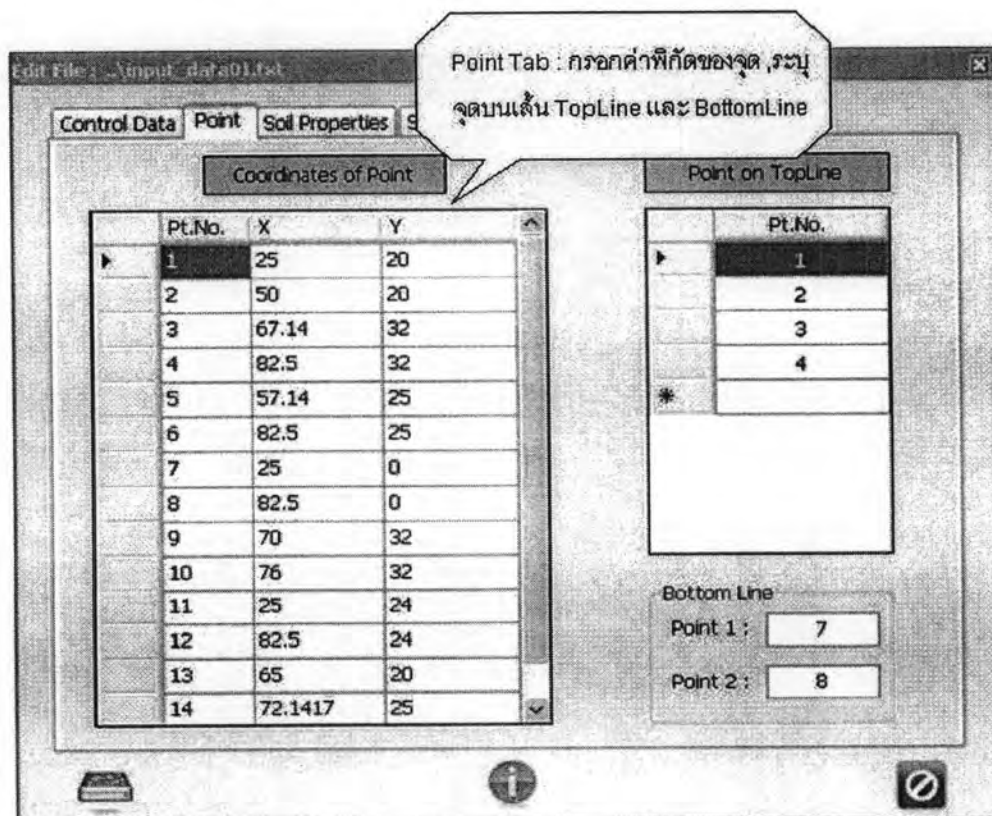 Edit File : ..\input_data01.txt
Point Tab : กรอกค่าพิกัดของจุด ,ระบุ
จุดบนเส้น TopLine และ BottomLine
Control Data Point Soil Properties
Coordinates of Point
Pt.No. X Y
1 25 20
2 50 20
3 67.14 32
4 82.5 32
5 57.14 25
6 82.5 25
7 25 0
8 82.5 0
9 70 32
10 76 32
11 25 24
12 82.5 24
13 65 20
14 72.1417 25
Point on TopLine
Pt.No.
1
2
3
4
*
Bottom Line
Point 1 : 7
Point 2 : 8